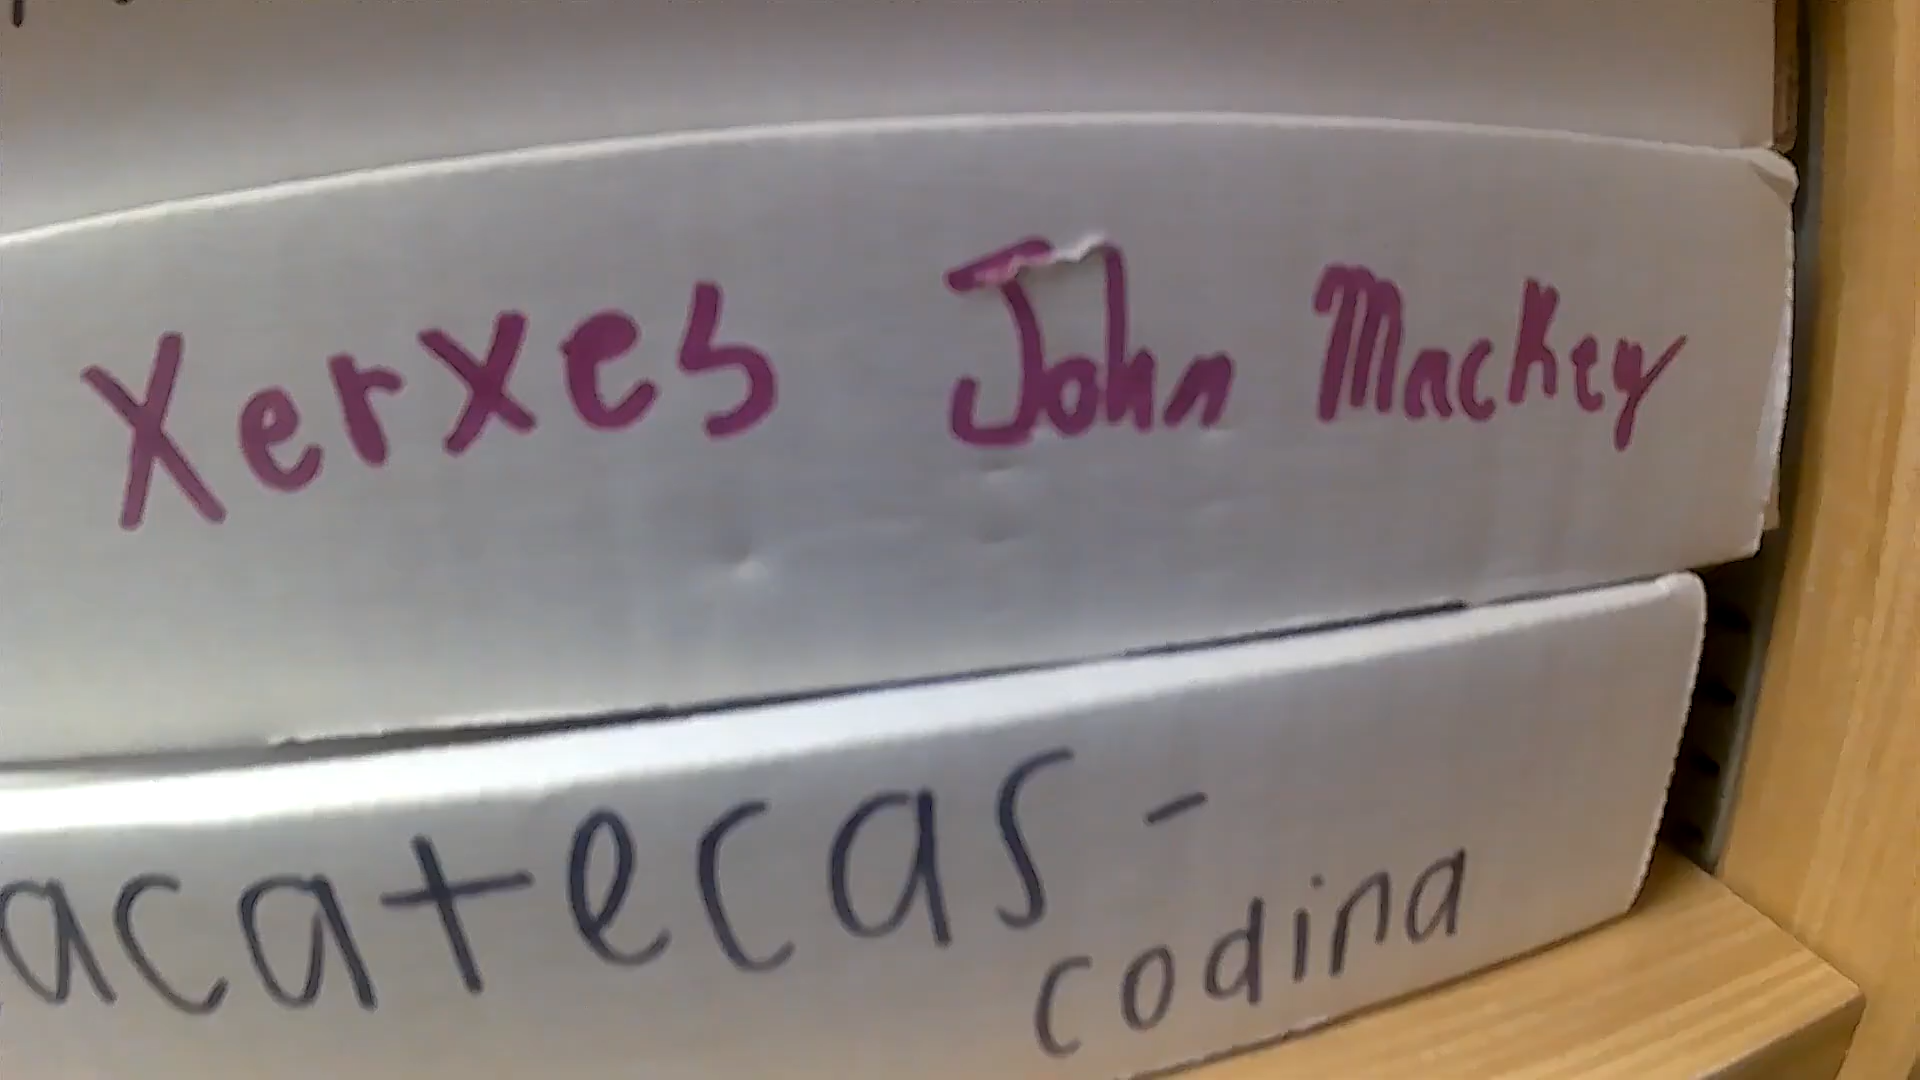 Xerxes John Mackey
acatecas -
codina